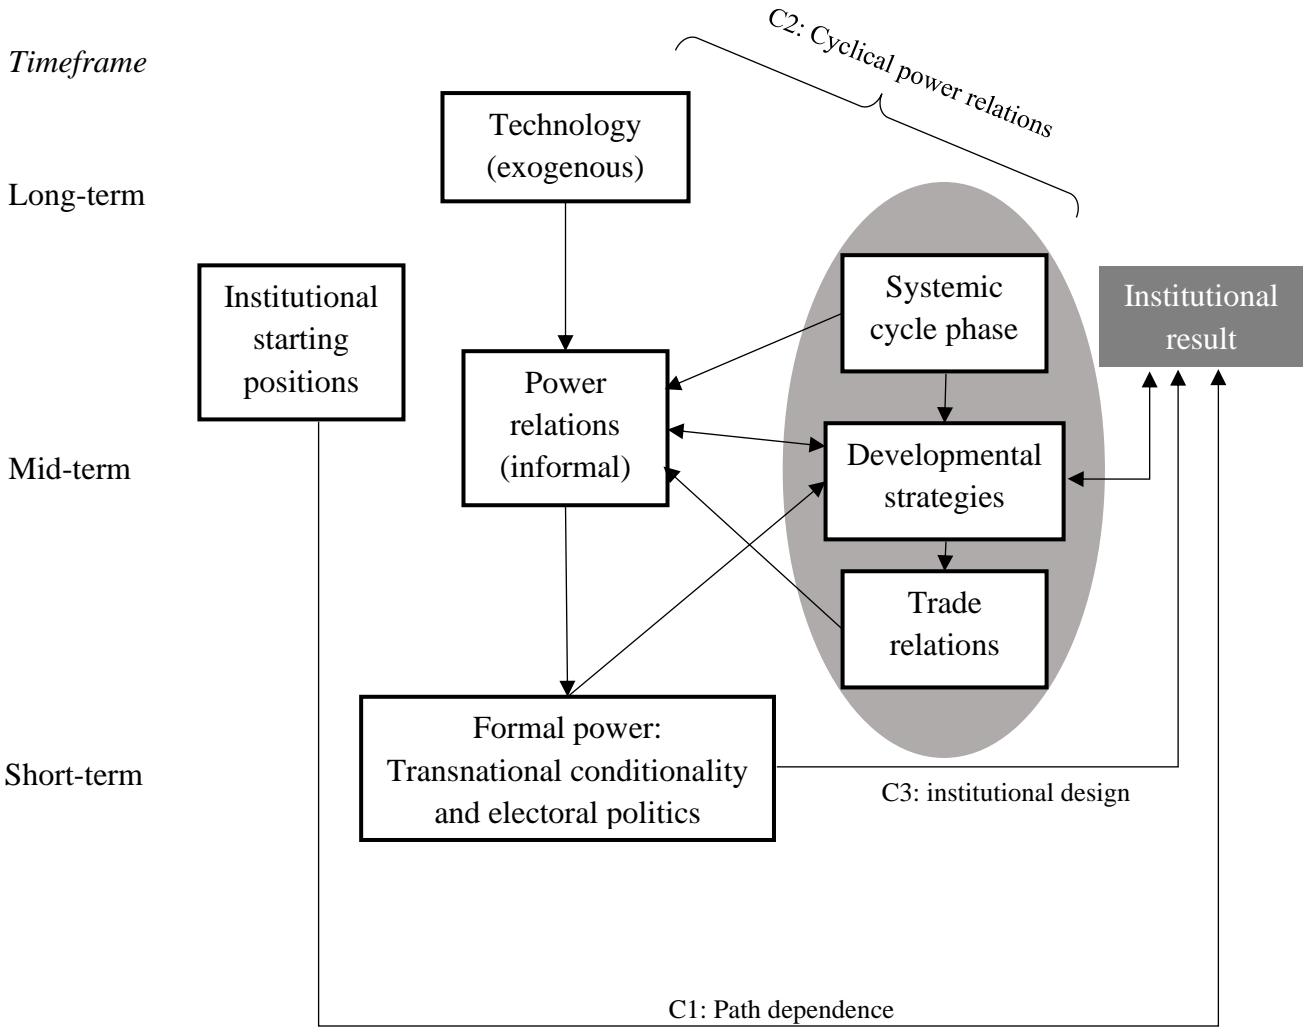 C2: Cyclical power relations
Timeframe
Technology
(exogenous)
Long-term
Institutional
starting
positions
Systemic
cycle phase
Institutional
result
Power
relations
(informal)
Mid-term
Developmental
strategies
Trade
relations
Formal power:
Transnational conditionality
and electoral politics
Short-term
C3: institutional design
C1: Path dependence